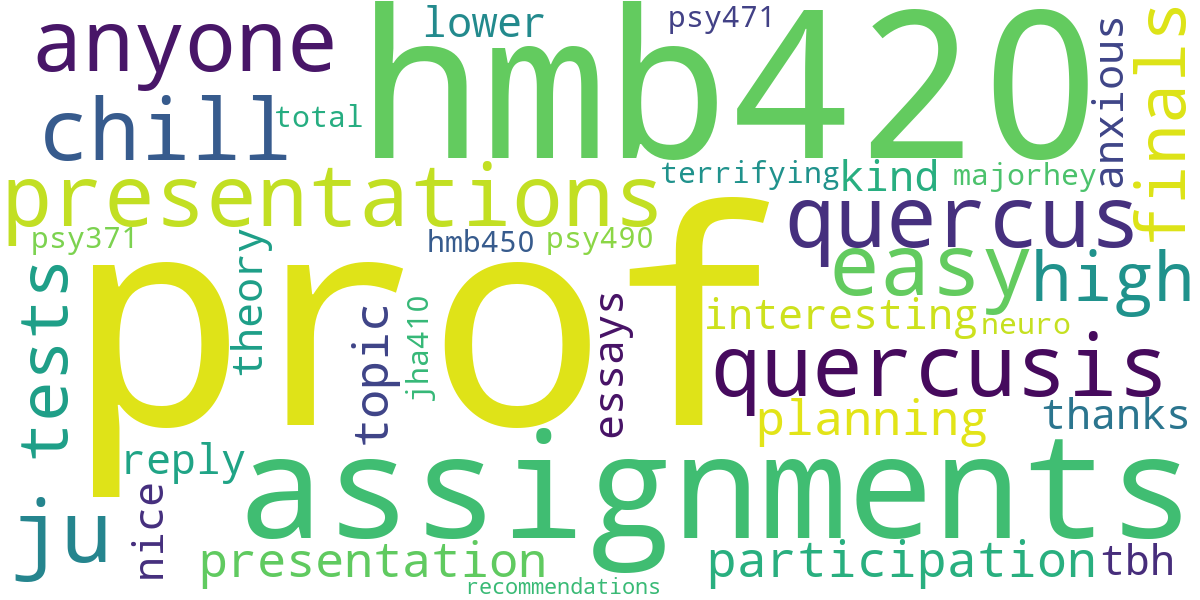 lower
psy471
anyone
hmb420
finals
anxious
chill
total
presentations
terrifying
kind
majorhey
quercus
psy371
theory
hmb450
psy490
prof
easy
high
tests
topic
jha410
essays
interesting
neuro
quercusis
planning
thanks
reply
assignments
ju
nice
presentation
participation
tbh
recommendations